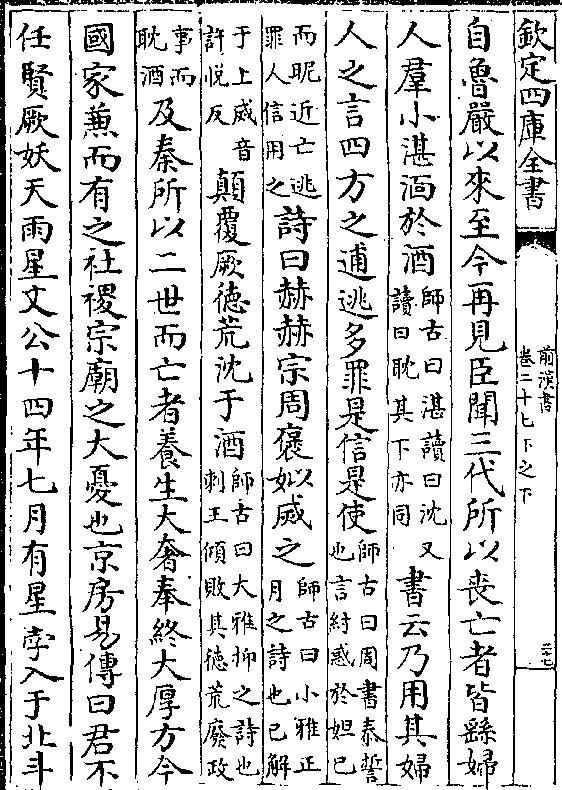 欽定四庫全書
前漢書
卷二十七下之下
三七
自魯嚴以來至今再見臣聞三代所以喪亡者皆繇婦
人羣小湛湎於酒師古曰湛讀曰沈又讀曰耽其下亦同書云乃用其婦
人之言四方之逋逃多罪是信是使師古曰周書泰誓也言紂惑於妲已
而昵近亡逃罪人信用之詩曰赫赫宗周褒姒烕之師古曰小雅正月之詩也已解
于上烕音許悦反顛覆厥徳荒沈于酒師古曰大雅抑之詩也刺王傾敗其徳荒廢政
事而耽酒及秦所以二世而亡者養生大奢奉終大厚方今
國家兼而有之社稷宗廟之大憂也京房易傳曰君不
任賢厥妖天雨星文公十四年七月有星孛入于北斗